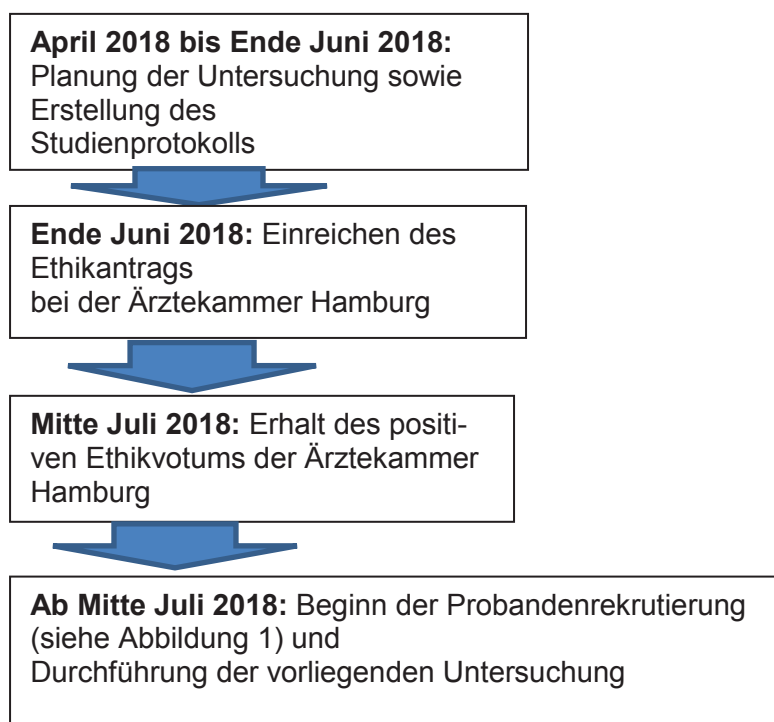 April 2018 bis Ende Juni 2018:
Planung der Untersuchung sowie
Erstellung des
Studienprotokolls
Ende Juni 2018: Einreichen des
Ethikantrags
bei der Ärztekammer Hamburg
Mitte Juli 2018: Erhalt des positi-
ven Ethikvotums der Ärztekammer
Hamburg
Ab Mitte Juli 2018: Beginn der Probandenrekrutierung
(siehe Abbildung 1) und
Durchführung der vorliegenden Untersuchung